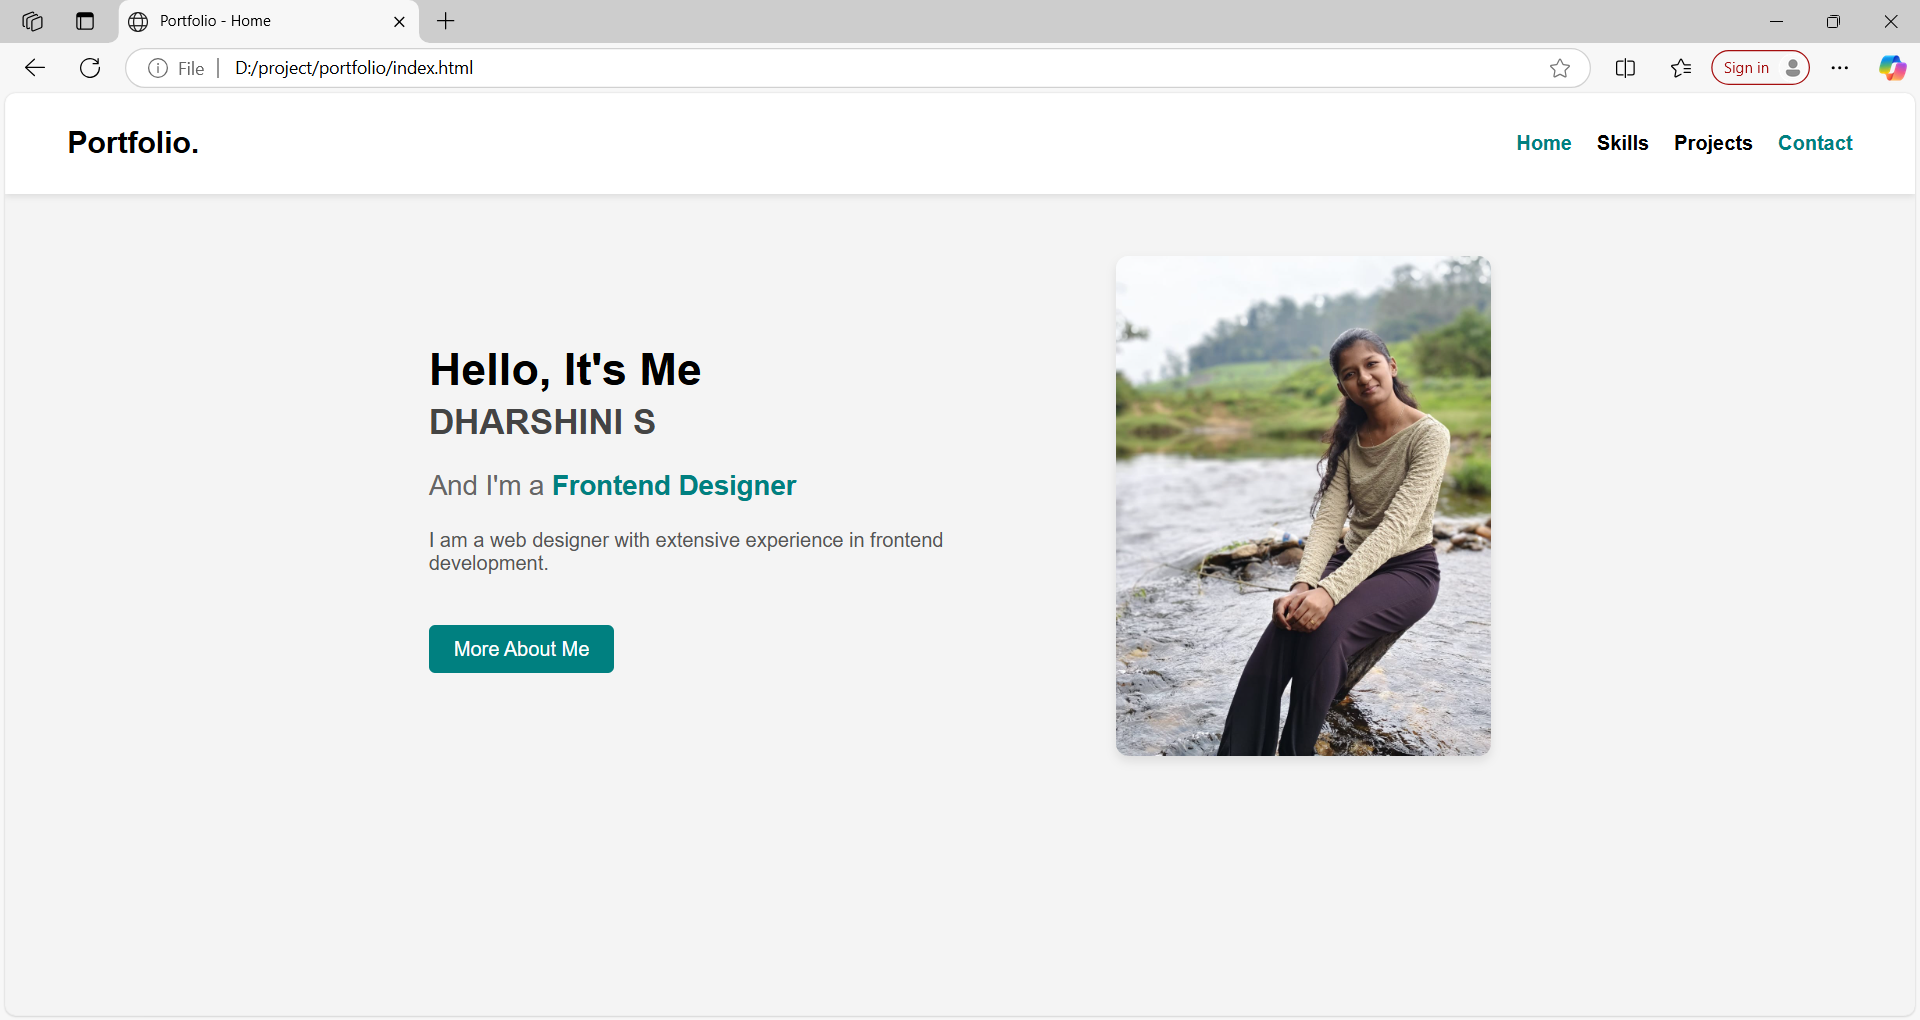 Portfolio - Home
File
D:/project/portfolio/index.html
Sign in
Portfolio.
Home Skills Projects Contact
Hello, It's Me
DHARSHINI S
And I'm a Frontend Designer
I am a web designer with extensive experience in frontend
development.
More About Me